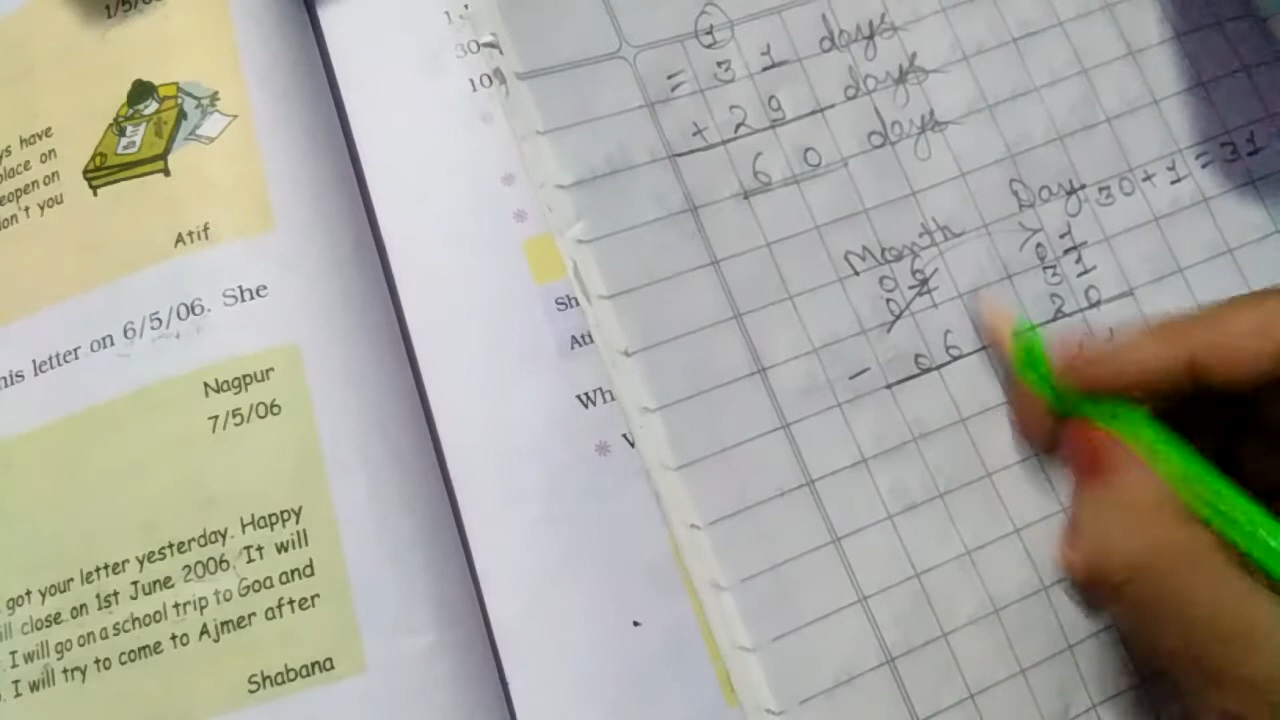 1/5/0
ys have
place on
eopen on
on't you
Atif
his letter on 6/5/06. She
Nagpur
7/5/06
got your letter yesterday. Happy
ill close on 1st June 2006. It will
I will go on a school trip to Goa and
. I will try to come to Ajmer after
Shabana
30
10
Sh
Ati
Wh
1
= 31 days
+ 29 days
60 days
Month Day 30+1=31
06
31
07
20
- 06